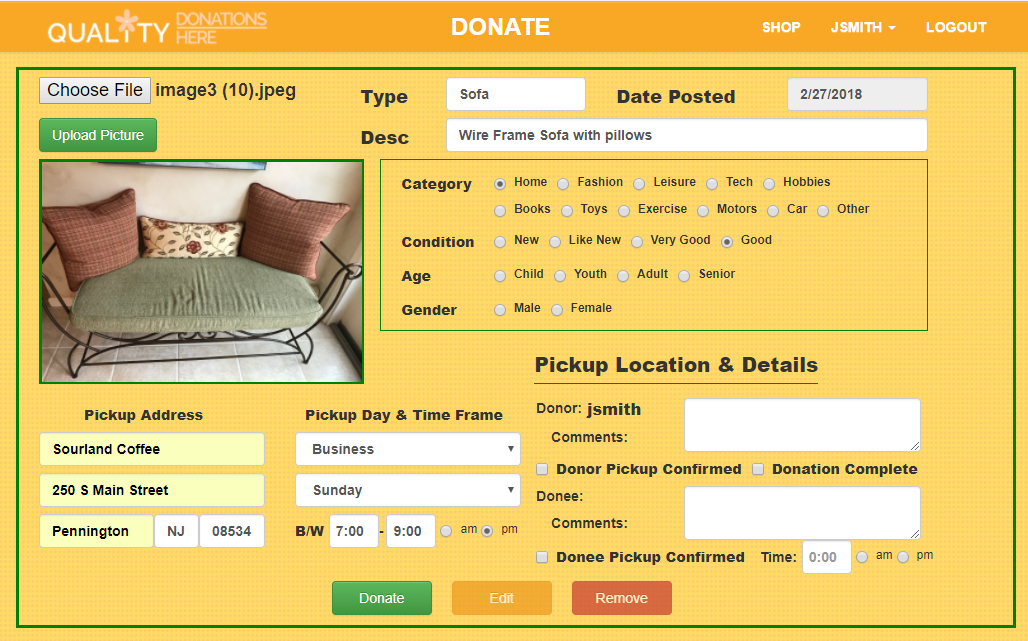 QUALITY DONATIONS HERE
DONATE
SHOP JSMITH LOGOUT
Choose File image3 (10).jpeg
Type Sofa Date Posted 2/27/2018
Upload Picture
Desc Wire Frame Sofa with pillows
Category Home Fashion Leisure Tech Hobbies
Books Toys Exercise Motors Car Other
Condition New Like New Very Good Good
Age Child Youth Adult Senior
Gender Male Female
Pickup Address
Sourland Coffee
250 S Main Street
Pennington NJ 08534
Pickup Day & Time Frame
Business
Sunday
B/W 7:00 - 9:00 am pm
Pickup Location & Details
Donor: jsmith
Comments:
Donor Pickup Confirmed Donation Complete
Donee:
Comments:
Donee Pickup Confirmed Time: 0:00 am pm
Donate Edit Remove